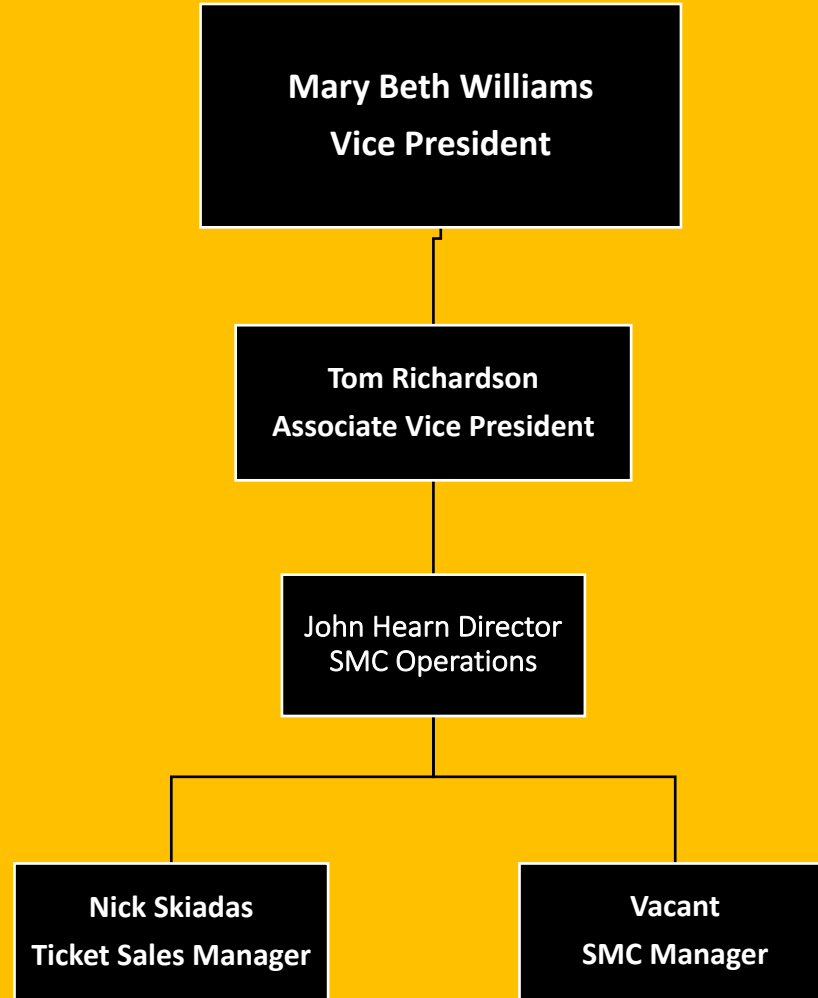 Mary Beth Williams
Vice President
Tom Richardson
Associate Vice President
John Hearn Director
SMC Operations
Nick Skiadas
Ticket Sales Manager
Vacant
SMC Manager